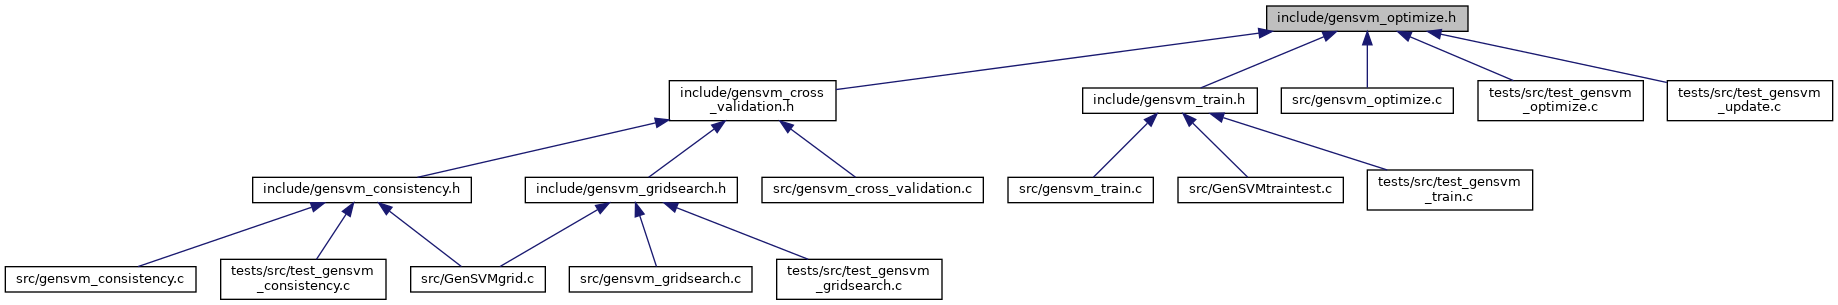 include/gensvm_optimize.h
include/gensvm_cross
_validation.h
include/gensvm_train.h
src/gensvm_optimize.c
tests/src/test_gensvm
_optimize.c
tests/src/test_gensvm
_update.c
include/gensvm_consistency.h
include/gensvm_gridsearch.h
src/gensvm_cross_validation.c
src/gensvm_train.c
src/GenSVMtraintest.c
tests/src/test_gensvm
_train.c
src/gensvm_consistency.c
tests/src/test_gensvm
_consistency.c
src/GenSVMgrid.c
src/gensvm_gridsearch.c
tests/src/test_gensvm
_gridsearch.c